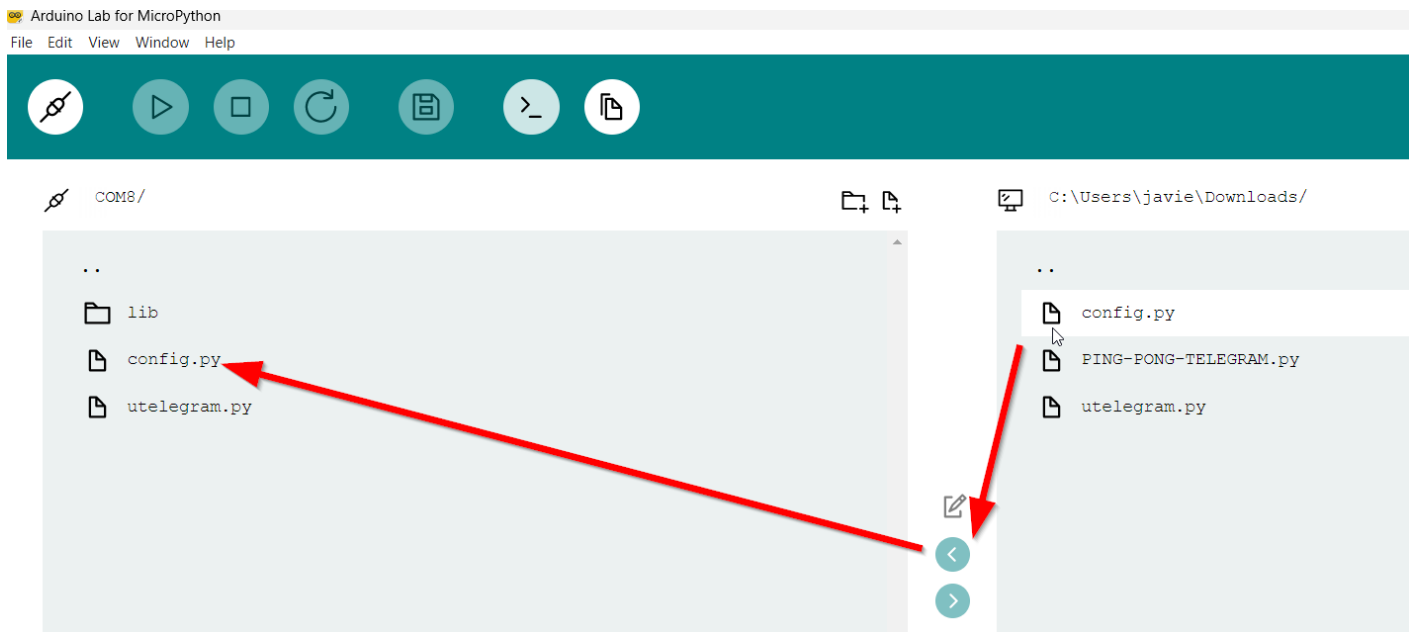 Arduino Lab for MicroPython
File Edit View Window Help
COM8/
C:\Users\javie\Downloads/
..
lib
config.py
utelegram.py
..
config.py
PING-PONG-TELEGRAM.py
utelegram.py